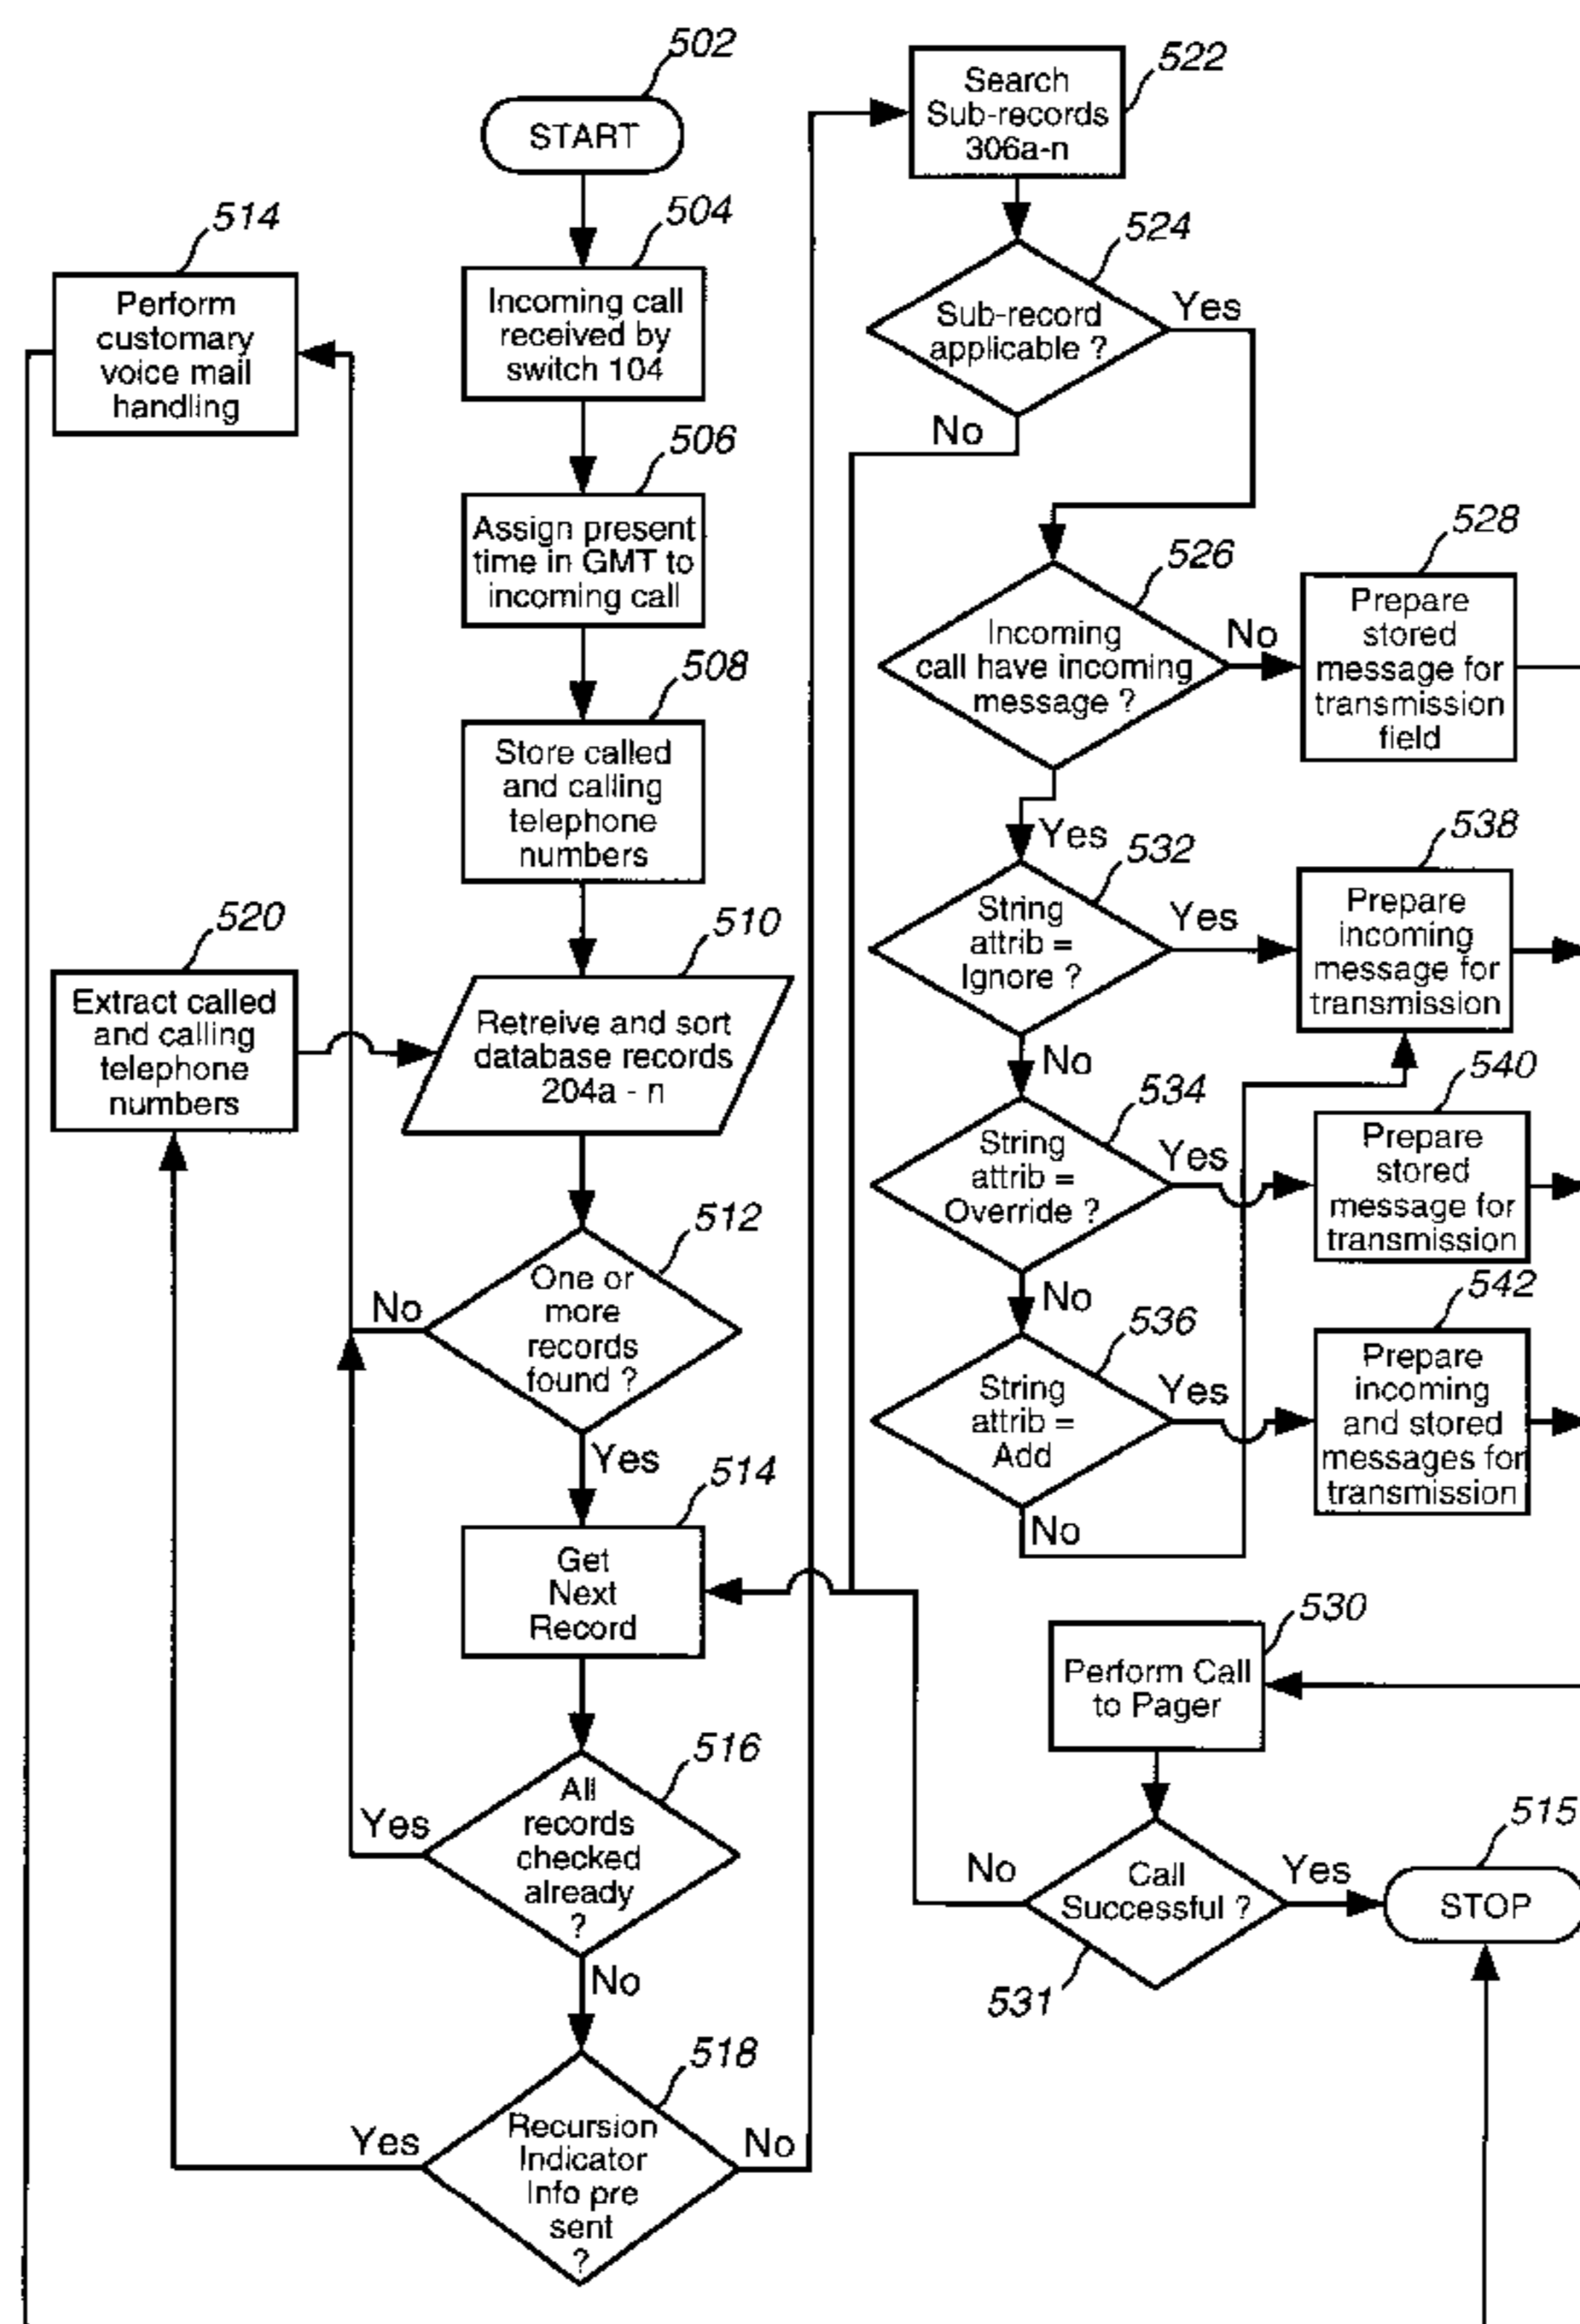 502
START
504
Incoming call
received by
switch 104
506
Assign present
time in GMT to
incoming call
508
Store called
and calling
telephone
numbers
510
Retreive and sort
database records
204a - n
512
One or
more
records
found ?
No
Yes
514
Get
Next
Record
516
All
records
checked
already
?
Yes
No
518
Recursion
Indicator
Info pre
sent
?
Yes
No
514
Perform
customary
voice mail
handling
520
Extract called
and calling
telephone
numbers
522
Search
Sub-records
306a-n
524
Sub-record
applicable ?
Yes
No
526
Incoming
call have incoming
message ?
No
Yes
528
Prepare
stored
message for
transmission
field
532
String
attrib =
Ignore ?
Yes
No
538
Prepare
incoming
message for
transmission
534
String
attrib =
Override ?
Yes
No
540
Prepare
stored
message for
transmission
536
String
attrib =
Add
Yes
No
542
Prepare
incoming
and stored
messages for
transmission
530
Perform Call
to Pager
531
Call
Successful ?
No
Yes
515
STOP